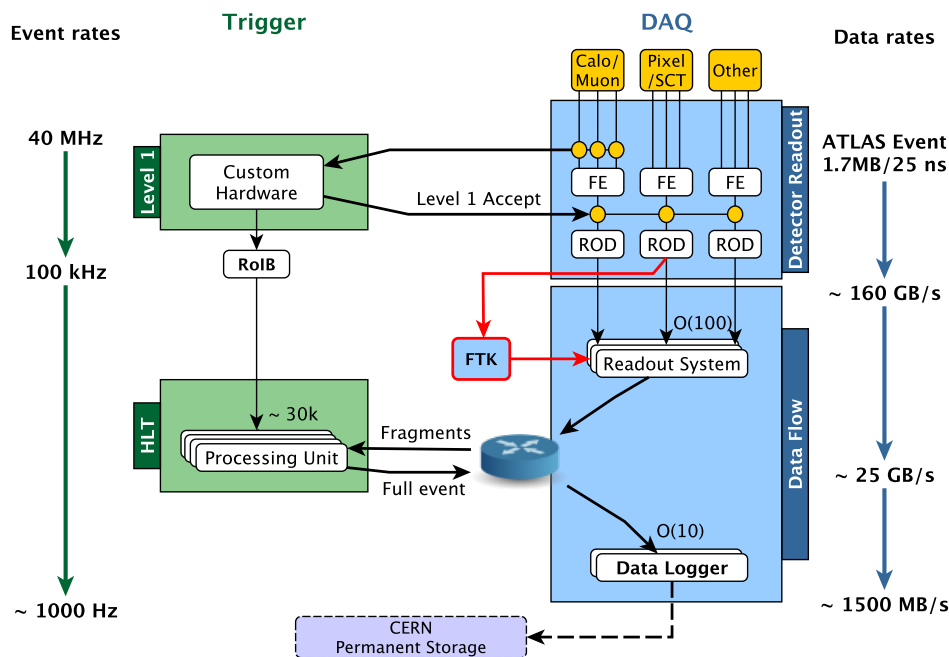 Event rates
Trigger
DAQ
Data rates
Calo/
Muon
Pixel
/SCT
Other
40 MHz
ATLAS Event
1.7MB/25 ns
Level 1
Custom
Hardware
FE
FE
FE
Detector Readout
Level 1 Accept
ROD
ROD
ROD
RoIB
100 kHz
~ 160 GB/s
O(100)
FTK
Readout System
HLT
~ 30k
Processing Unit
Fragments
Full event
Data Flow
~ 25 GB/s
O(10)
Data Logger
~ 1000 Hz
~ 1500 MB/s
CERN
Permanent Storage